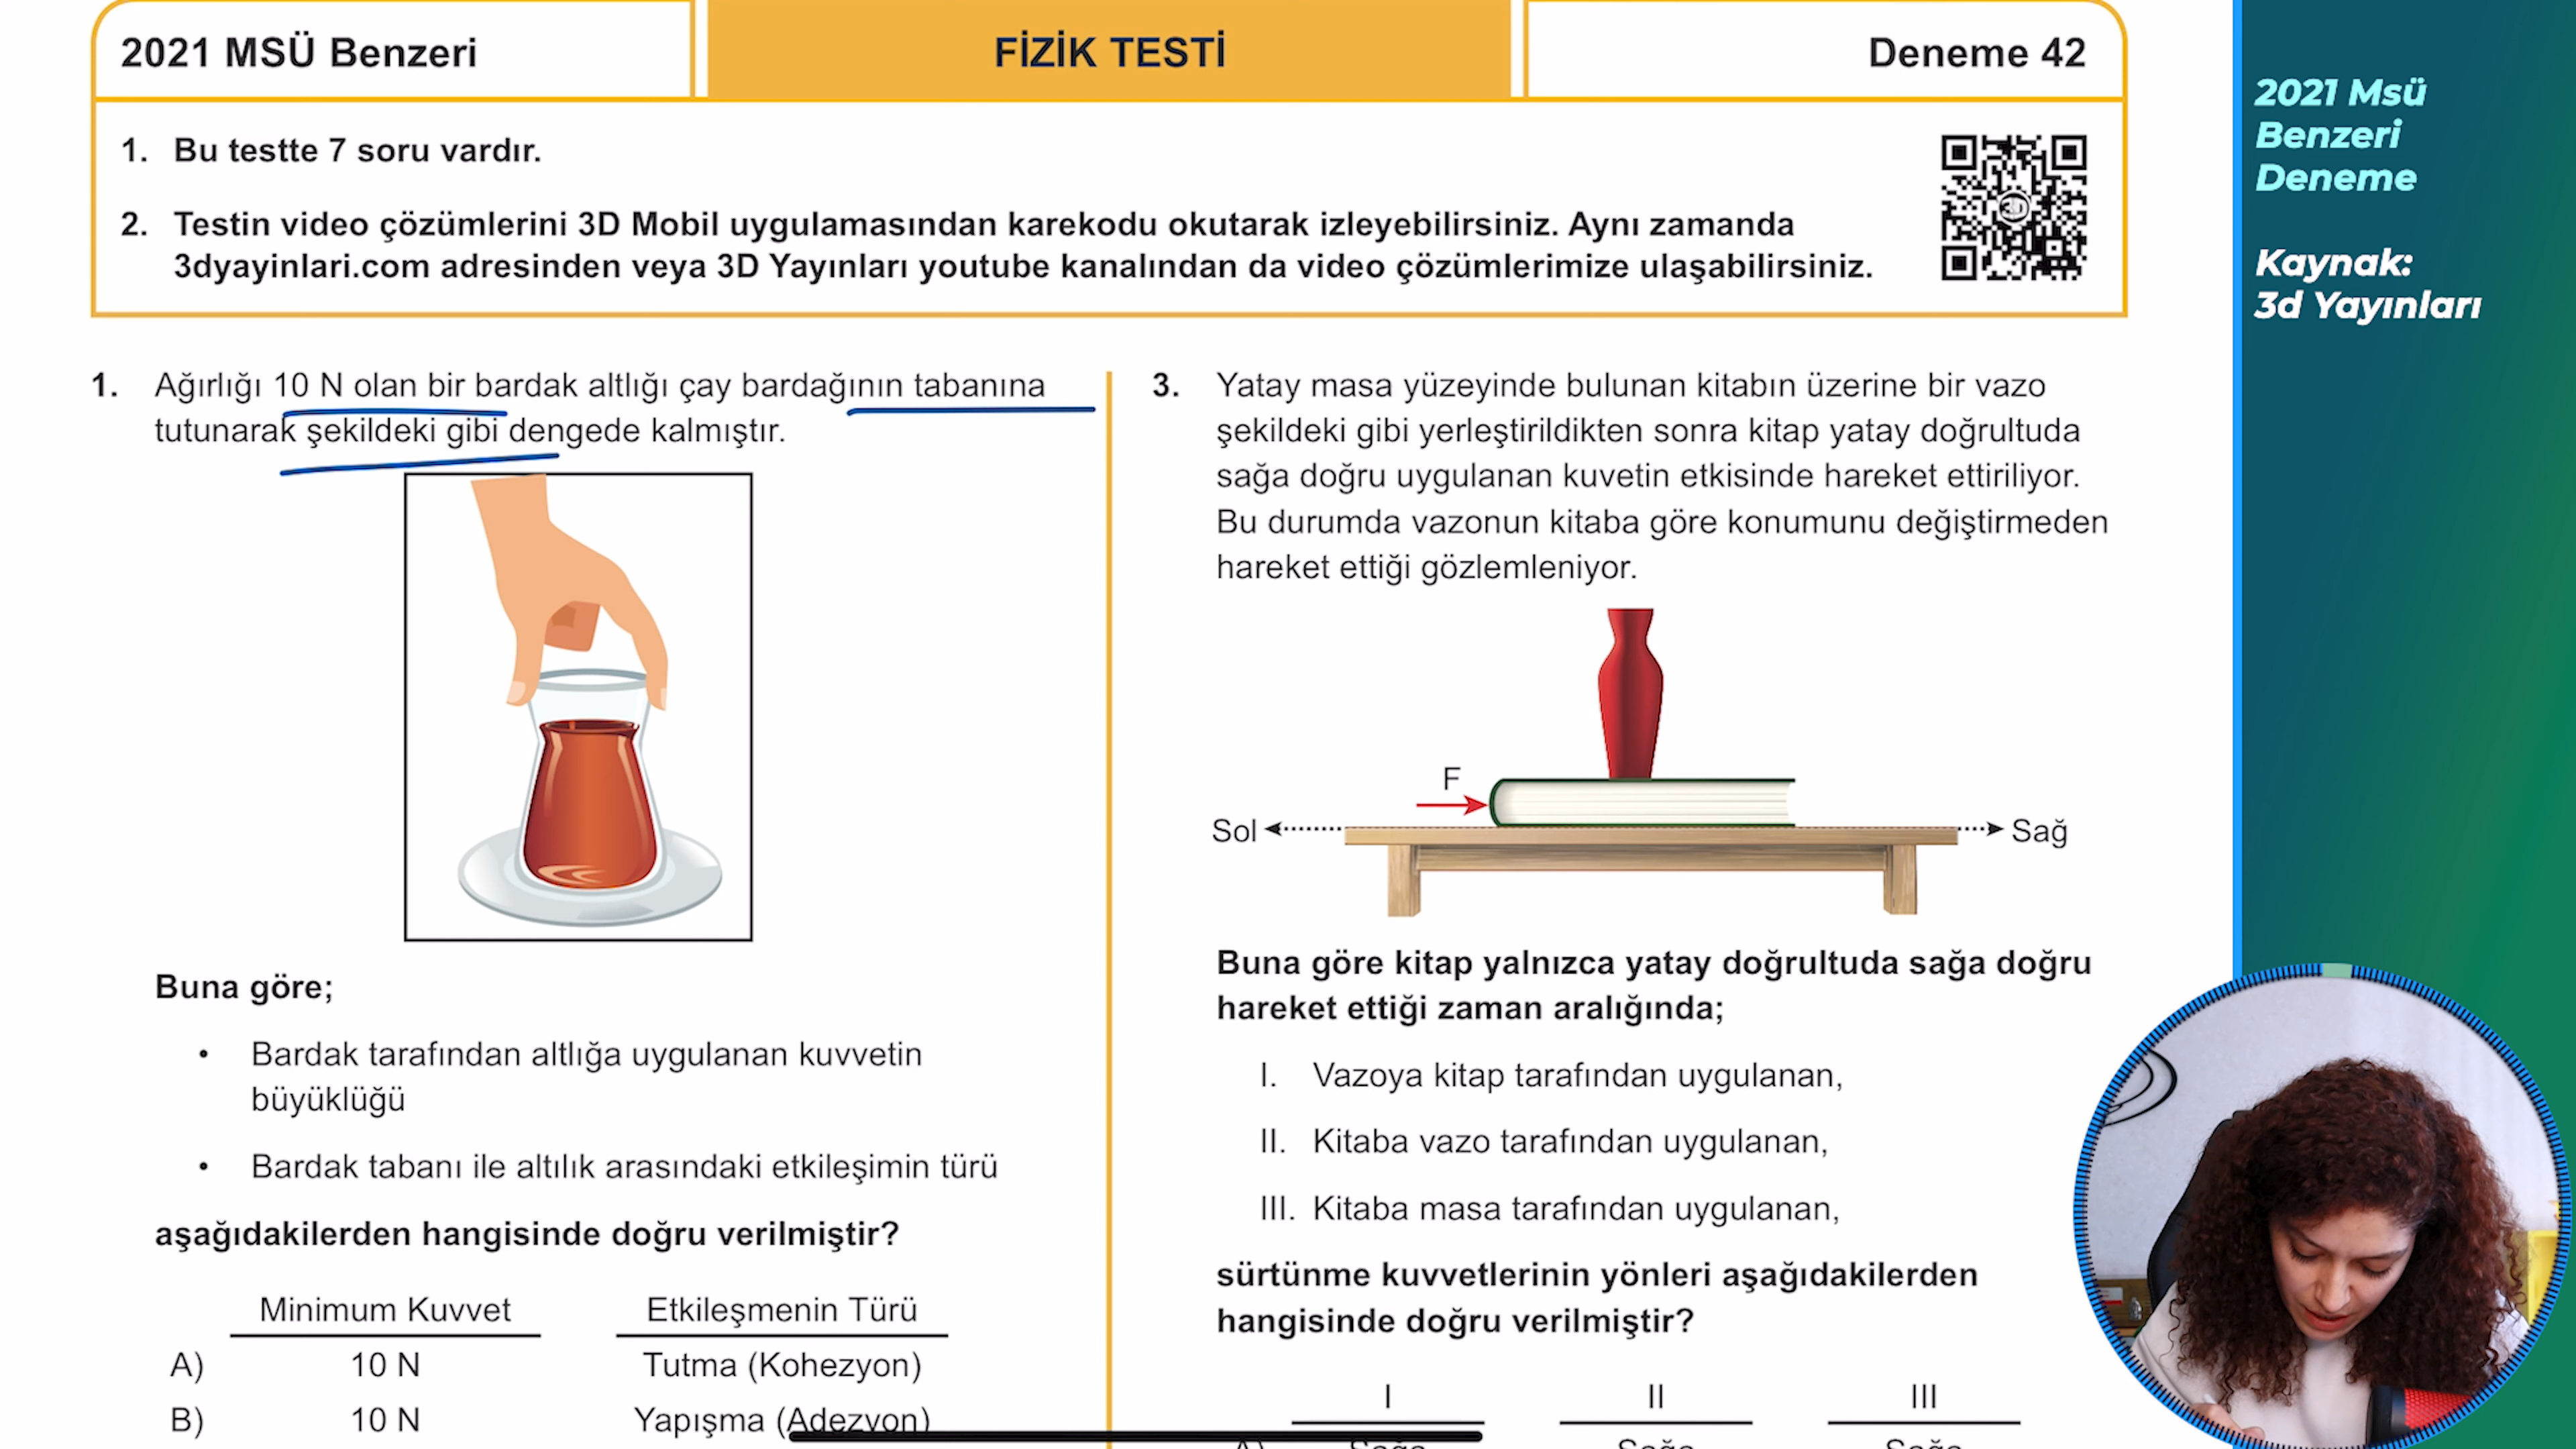 2021 MSÜ Benzeri
FİZİK TESTİ
Deneme 42
1. Bu testte 7 soru vardır.
2. Testin video çözümlerini 3D Mobil uygulamasından karekodu okutarak izleyebilirsiniz. Aynı zamanda
3dyayinlari.com adresinden veya 3D Yayınları youtube kanalından da video çözümlerimize ulaşabilirsiniz.
3D
1. Ağırlığı 10 N olan bir bardak altlığı çay bardağının tabanına
tutunarak şekildeki gibi dengede kalmıştır.
Buna göre;
• Bardak tarafından altlığa uygulanan kuvvetin
büyüklüğü
• Bardak tabanı ile altılık arasındaki etkileşimin türü
aşağıdakilerden hangisinde doğru verilmiştir?
Minimum Kuvvet Etkileşmenin Türü
A) 10 N Tutma (Kohezyon)
B) 10 N Yapışma (Adezyon)
3. Yatay masa yüzeyinde bulunan kitabın üzerine bir vazo
şekildeki gibi yerleştirildikten sonra kitap yatay doğrultuda
sağa doğru uygulanan kuvetin etkisinde hareket ettiriliyor.
Bu durumda vazonun kitaba göre konumunu değiştirmeden
hareket ettiği gözlemleniyor.
F
Sol Sağ
Buna göre kitap yalnızca yatay doğrultuda sağa doğru
hareket ettiği zaman aralığında;
I. Vazoya kitap tarafından uygulanan,
II. Kitaba vazo tarafından uygulanan,
III. Kitaba masa tarafından uygulanan,
sürtünme kuvvetlerinin yönleri aşağıdakilerden
hangisinde doğru verilmiştir?
I II III
A) Sağa Sağa Sağa
2021 Msü
Benzeri
Deneme
Kaynak:
3d Yayınları